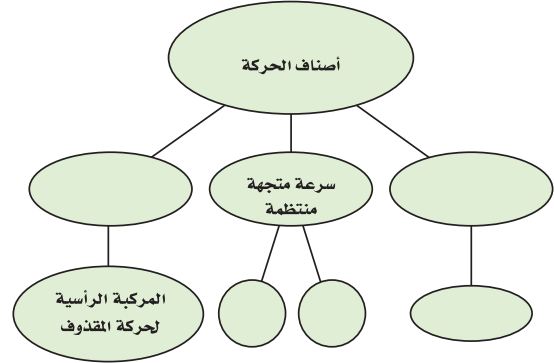 أصناف الحركة
سرعة متجهة
منتظمة
المركبة الرأسية
لحركة المقذوف